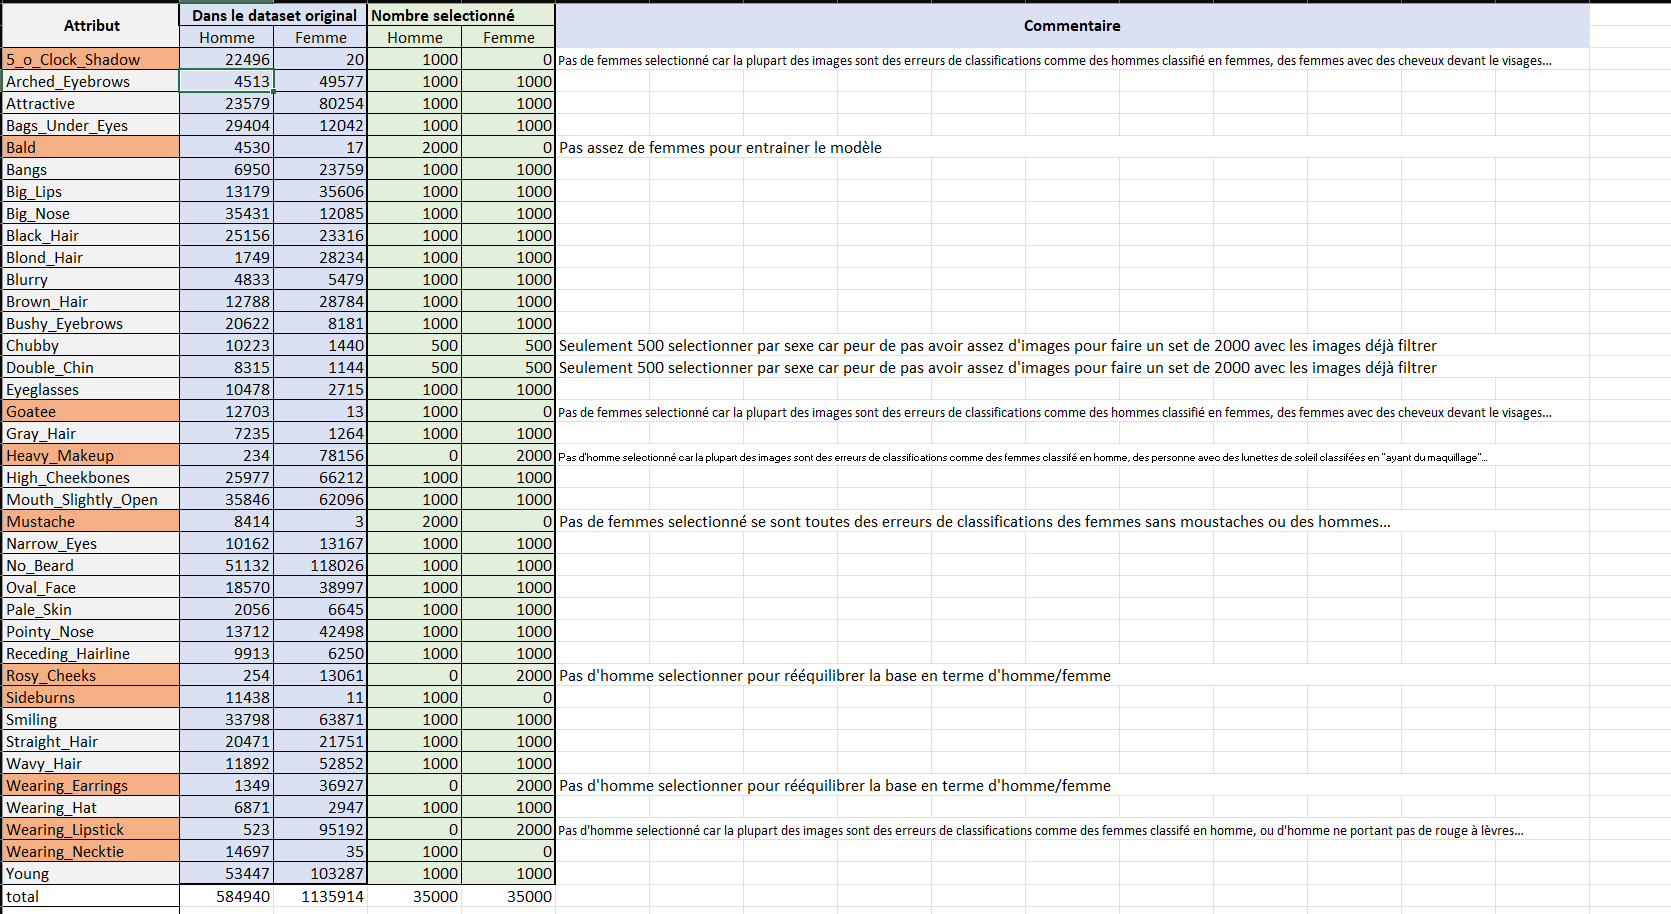 Attribut Dans le dataset original Nombre selectionné Commentaire
Homme Femme Homme Femme
5_o_Clock_Shadow 22496 20 1000 0 Pas de femmes selectionné car la plupart des images sont des erreurs de classifications comme des hommes classifié en femmes, des femmes avec des cheveux devant le visages...
Arched_Eyebrows 4513 49577 1000 1000
Attractive 23579 80254 1000 1000
Bags_Under_Eyes 29404 12042 1000 1000
Bald 4530 17 2000 0 Pas assez de femmes pour entrainer le modèle
Bangs 6950 23759 1000 1000
Big_Lips 13179 35606 1000 1000
Big_Nose 35431 12085 1000 1000
Black_Hair 25156 23316 1000 1000
Blond_Hair 1749 28234 1000 1000
Blurry 4833 5479 1000 1000
Brown_Hair 12788 28784 1000 1000
Bushy_Eyebrows 20622 8181 1000 1000
Chubby 10223 1440 500 500 Seulement 500 selectionner par sexe car peur de pas avoir assez d'images pour faire un set de 2000 avec les images déjà filtrer
Double_Chin 8315 1144 500 500 Seulement 500 selectionner par sexe car peur de pas avoir assez d'images pour faire un set de 2000 avec les images déjà filtrer
Eyeglasses 10478 2715 1000 1000
Goatee 12703 13 1000 0 Pas de femmes selectionné car la plupart des images sont des erreurs de classifications comme des hommes classifié en femmes, des femmes avec des cheveux devant le visages...
Gray_Hair 7235 1264 1000 1000
Heavy_Makeup 234 78156 0 2000 Pas d'homme selectionné car la plupart des images sont des erreurs de classifications comme des femmes classifé en homme, des personne avec des lunettes de soleil classifiées en "ayant du maquillage"...
High_Cheekbones 25977 66212 1000 1000
Mouth_Slightly_Open 35846 62096 1000 1000
Mustache 8414 3 2000 0 Pas de femmes selectionné se sont toutes des erreurs de classifications des femmes sans moustaches ou des hommes...
Narrow_Eyes 10162 13167 1000 1000
No_Beard 51132 118026 1000 1000
Oval_Face 18570 38997 1000 1000
Pale_Skin 2056 6645 1000 1000
Pointy_Nose 13712 42498 1000 1000
Receding_Hairline 9913 6250 1000 1000
Rosy_Cheeks 254 13061 0 2000 Pas d'homme selectionner pour rééquilibrer la base en terme d'homme/femme
Sideburns 11438 11 1000 0
Smiling 33798 63871 1000 1000
Straight_Hair 20471 21751 1000 1000
Wavy_Hair 11892 52852 1000 1000
Wearing_Earrings 1349 36927 0 2000 Pas d'homme selectionner pour rééquilibrer la base en terme d'homme/femme
Wearing_Hat 6871 2947 1000 1000
Wearing_Lipstick 523 95192 0 2000 Pas d'homme selectionné car la plupart des images sont des erreurs de classifications comme des femmes classifé en homme, ou d'homme ne portant pas de rouge à lèvres...
Wearing_Necktie 14697 35 1000 0
Young 53447 103287 1000 1000
total 584940 1135914 35000 35000